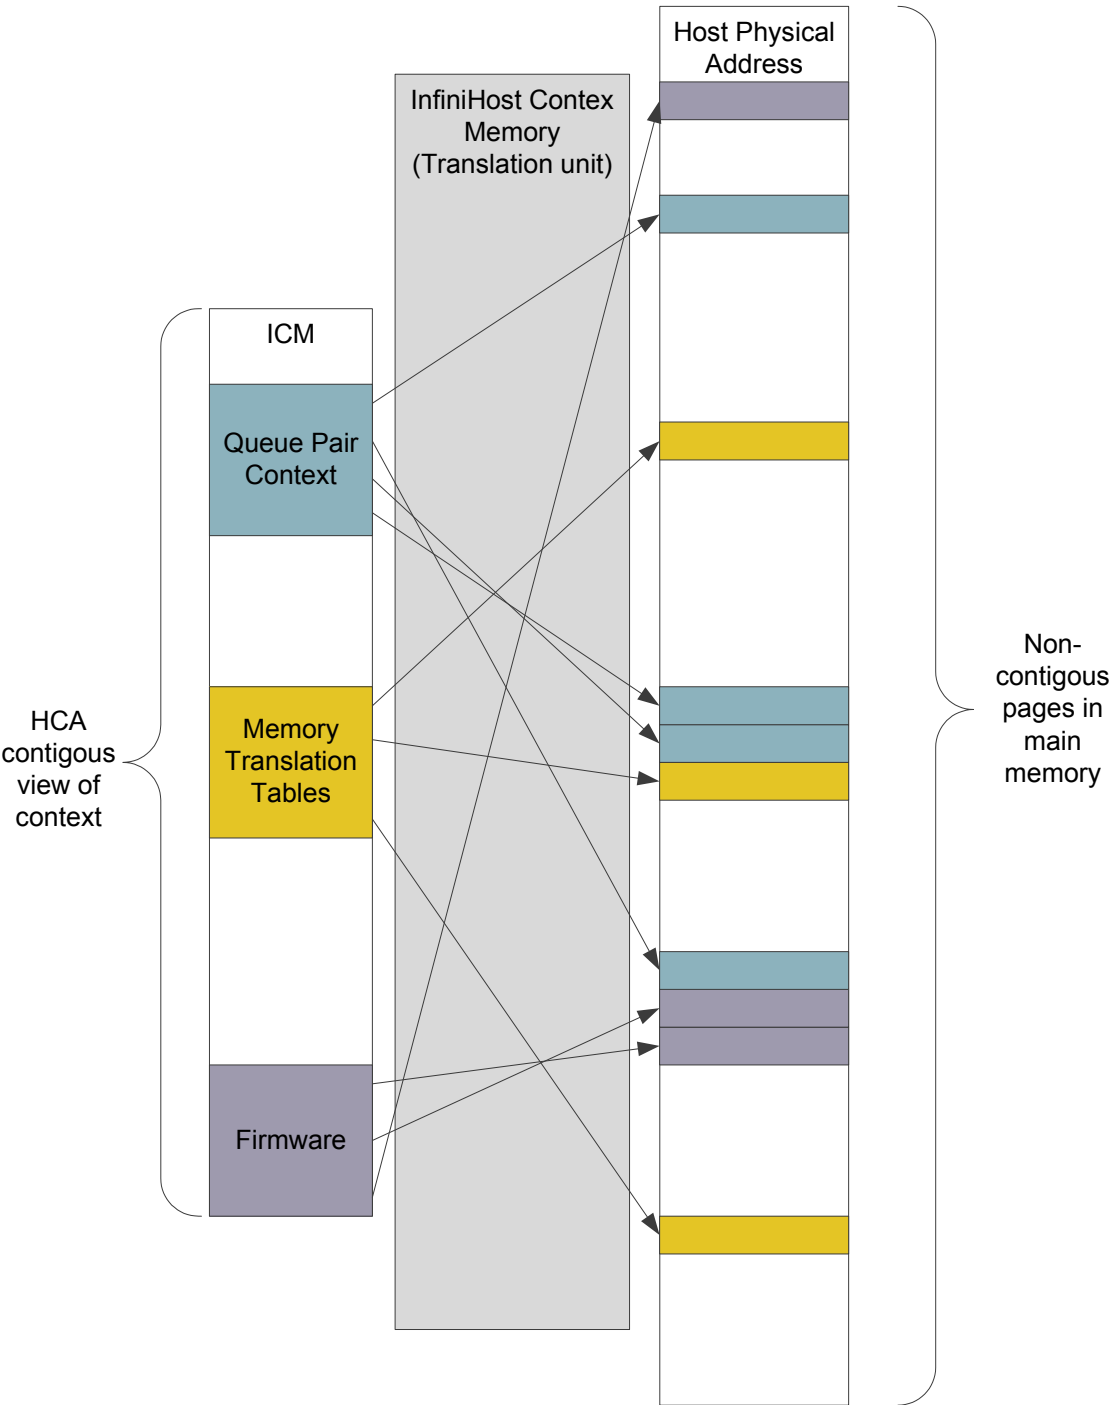 Host Physical
Address
InfiniHost Contex
Memory
(Translation unit)
ICM
Queue Pair
Context
Memory
Translation
Tables
Firmware
HCA
contigous
view of
context
Non-
contigous
pages in
main
memory